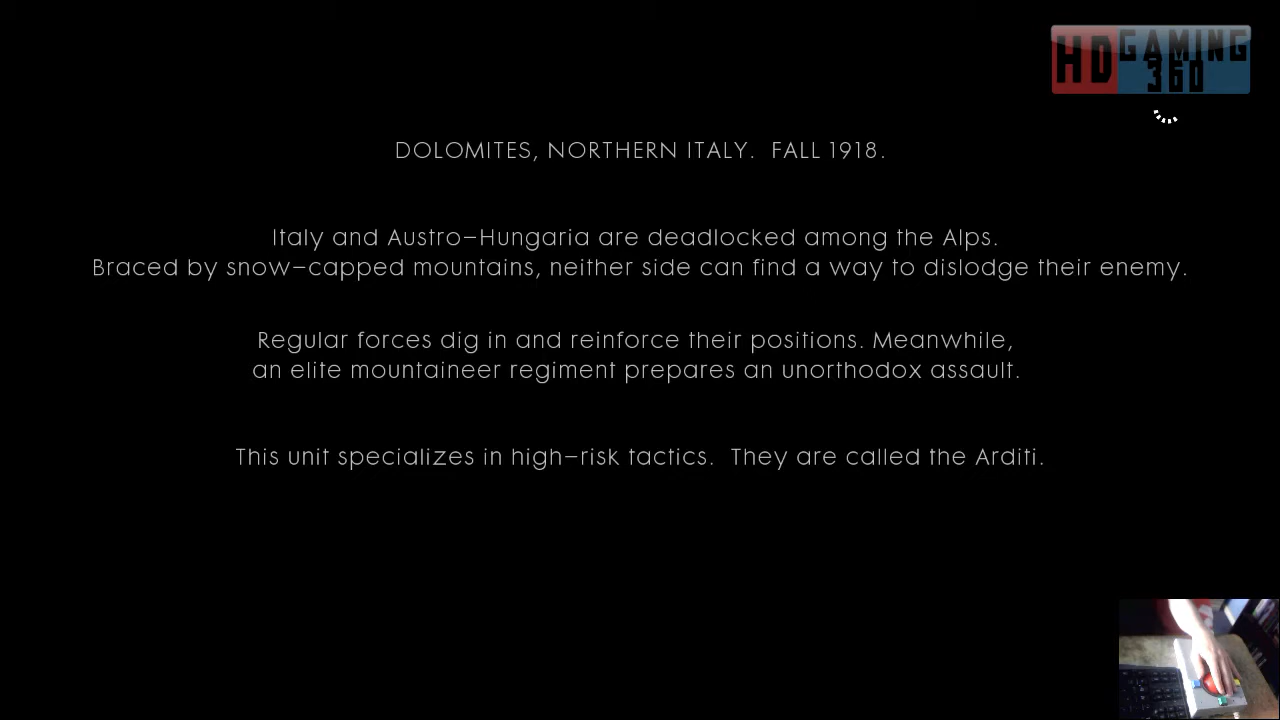 HD GAMING
360
DOLOMITES, NORTHERN ITALY. FALL 1918.
Italy and Austro-Hungaria are deadlocked among the Alps.
Braced by snow-capped mountains, neither side can find a way to dislodge their enemy.
Regular forces dig in and reinforce their positions. Meanwhile,
an elite mountaineer regiment prepares an unorthodox assault.
This unit specializes in high-risk tactics. They are called the Arditi.